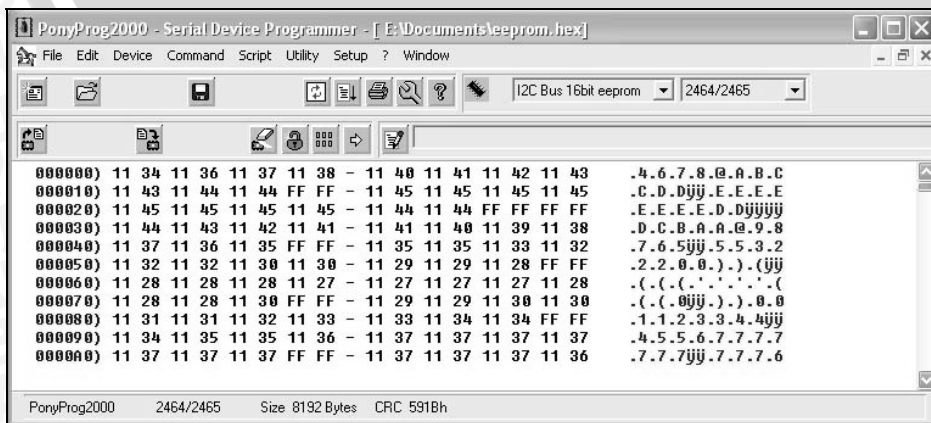 PonyProg2000 - Serial Device Programmer - [ E:\Documents\eeprom.hex]
File Edit Device Command Script Utility Setup ? Window
I2C Bus 16bit eeprom 2464/2465
000000) 11 34 11 36 11 37 11 38 - 11 40 11 41 11 42 11 43 .4.6.7.8.@.A.B.C
000010) 11 43 11 44 11 44 FF FF - 11 45 11 45 11 45 11 45 .C.D.Dÿÿ.E.E.E.E
000020) 11 45 11 45 11 45 11 45 - 11 44 11 44 FF FF FF FF .E.E.E.E.D.Dÿÿÿÿ
000030) 11 44 11 43 11 42 11 41 - 11 41 11 40 11 39 11 38 .D.C.B.A.A.@.9.8
000040) 11 37 11 36 11 35 FF FF - 11 35 11 35 11 33 11 32 .7.6.5ÿÿ.5.5.3.2
000050) 11 32 11 32 11 30 11 30 - 11 29 11 29 11 28 FF FF .2.2.0.0.).).(ÿÿ
000060) 11 28 11 28 11 28 11 27 - 11 27 11 27 11 27 11 28 .(.(.(.'.'.'.'.(
000070) 11 28 11 28 11 30 FF FF - 11 29 11 29 11 30 11 30 .(.(.0ÿÿ.).).0.0
000080) 11 31 11 31 11 32 11 33 - 11 33 11 34 11 34 FF FF .1.1.2.3.3.4.4ÿÿ
000090) 11 34 11 35 11 35 11 36 - 11 37 11 37 11 37 11 37 .4.5.5.6.7.7.7.7
0000A0) 11 37 11 37 11 37 FF FF - 11 37 11 37 11 37 11 36 .7.7.7ÿÿ.7.7.7.6
PonyProg2000 2464/2465 Size 8192 Bytes CRC 591Bh